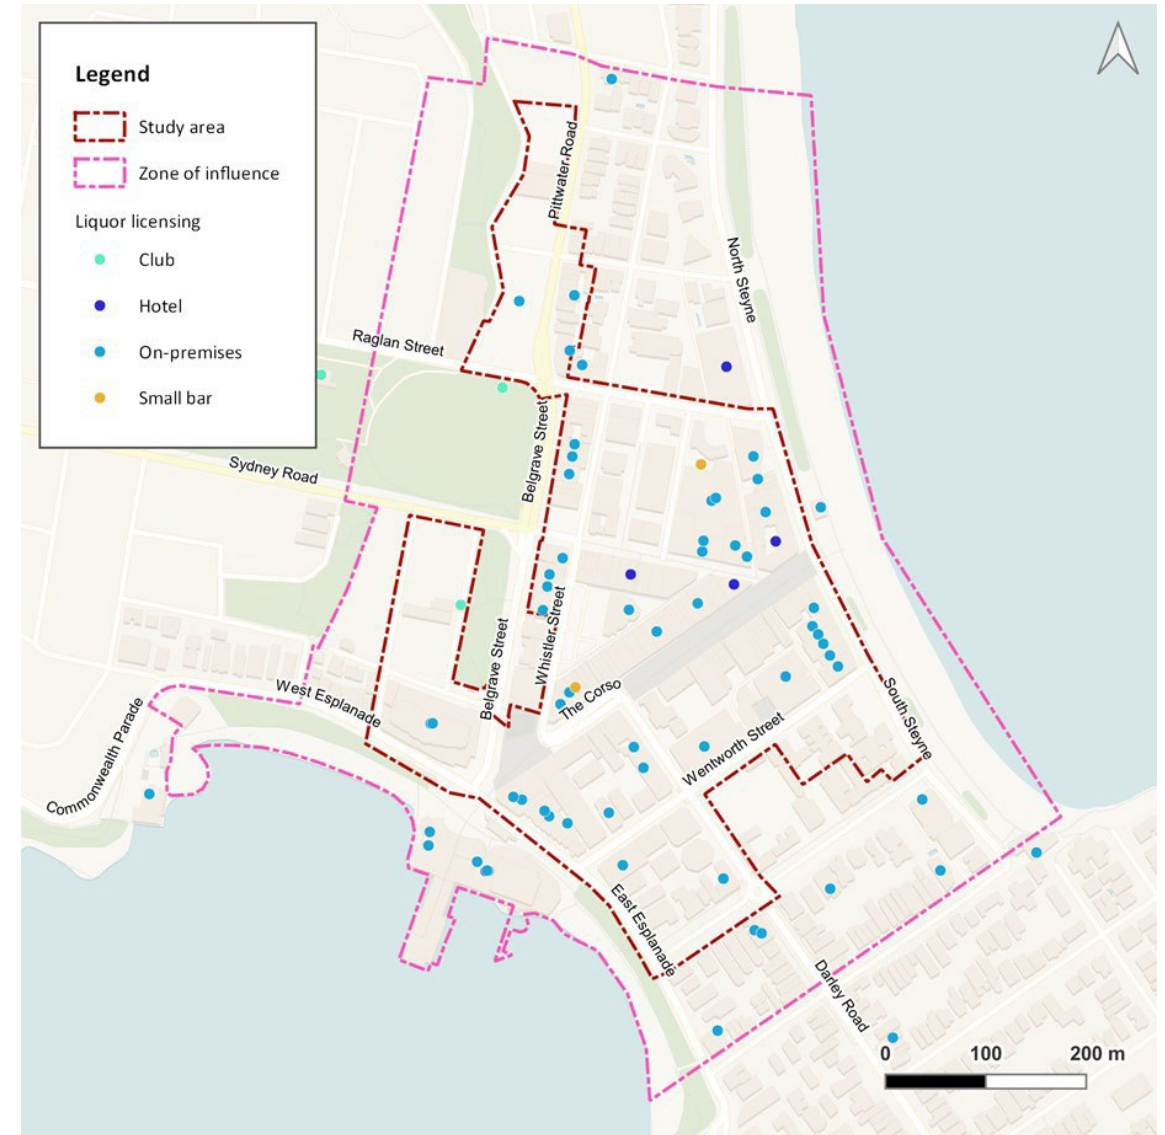 Legend
Study area
Zone of influence
Liquor licensing
Club
Hotel
On-premises
Small bar
Pittwater Road
North Steyne
Raglan Street
Sydney Road
Belgrave Street
Whistler Street
Belgrave Street
West Esplanade
The Corso
Commonwealth Parade
Wentworth Street
South Steyne
East Esplanade
Darley Road
0 100 200 m